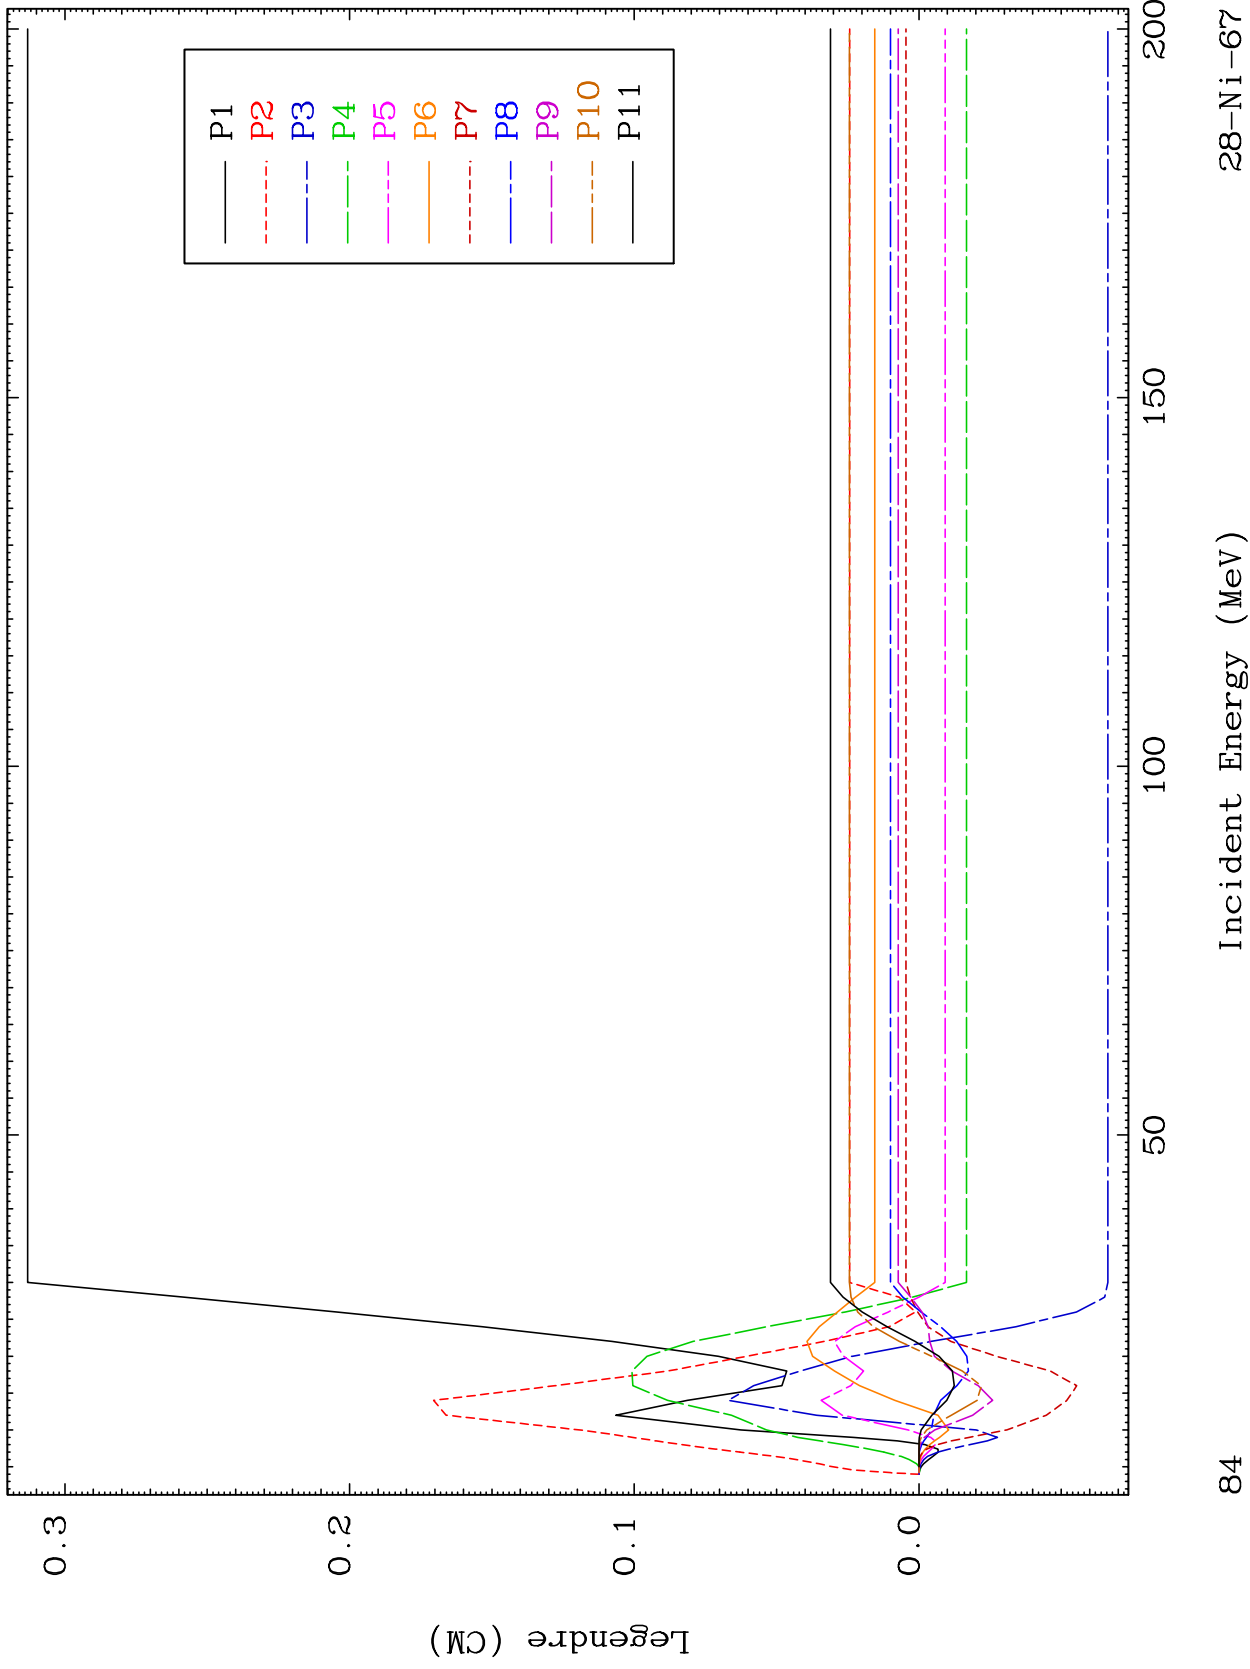 P1
P2
P3
P4
P5
P6
P7
P8
P9
P10
P11
0.3
0.2
0.1
0.0
Legendre (CM)
50
100
150
200
Incident Energy (MeV)
84
28-Ni-67